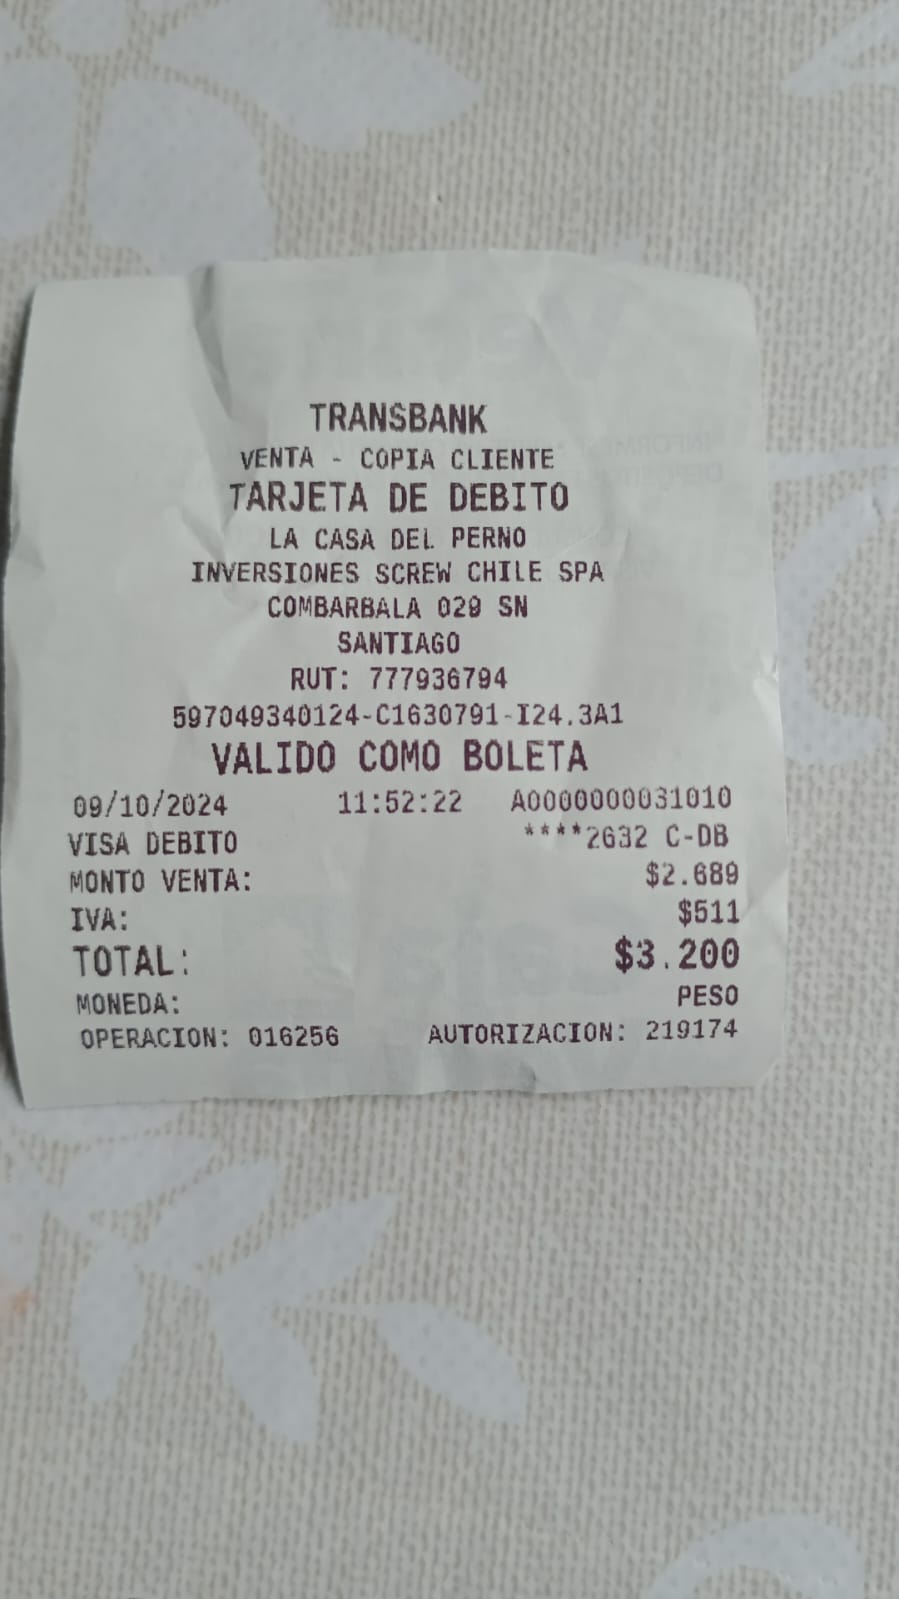 TRANSBANK
VENTA - COPIA CLIENTE
TARJETA DE DEBITO
LA CASA DEL PERNO
INVERSIONES SCREW CHILE SPA
COMBARBALA 029 SN
SANTIAGO
RUT: 777936794
597049340124-C1630791-I24.3A1
VALIDO COMO BOLETA
09/10/2024 11:52:22 A0000000031010
VISA DEBITO ****2632 C-DB
MONTO VENTA: $2.689
IVA: $511
TOTAL: $3.200
MONEDA: PESO
OPERACION: 016256 AUTORIZACION: 219174